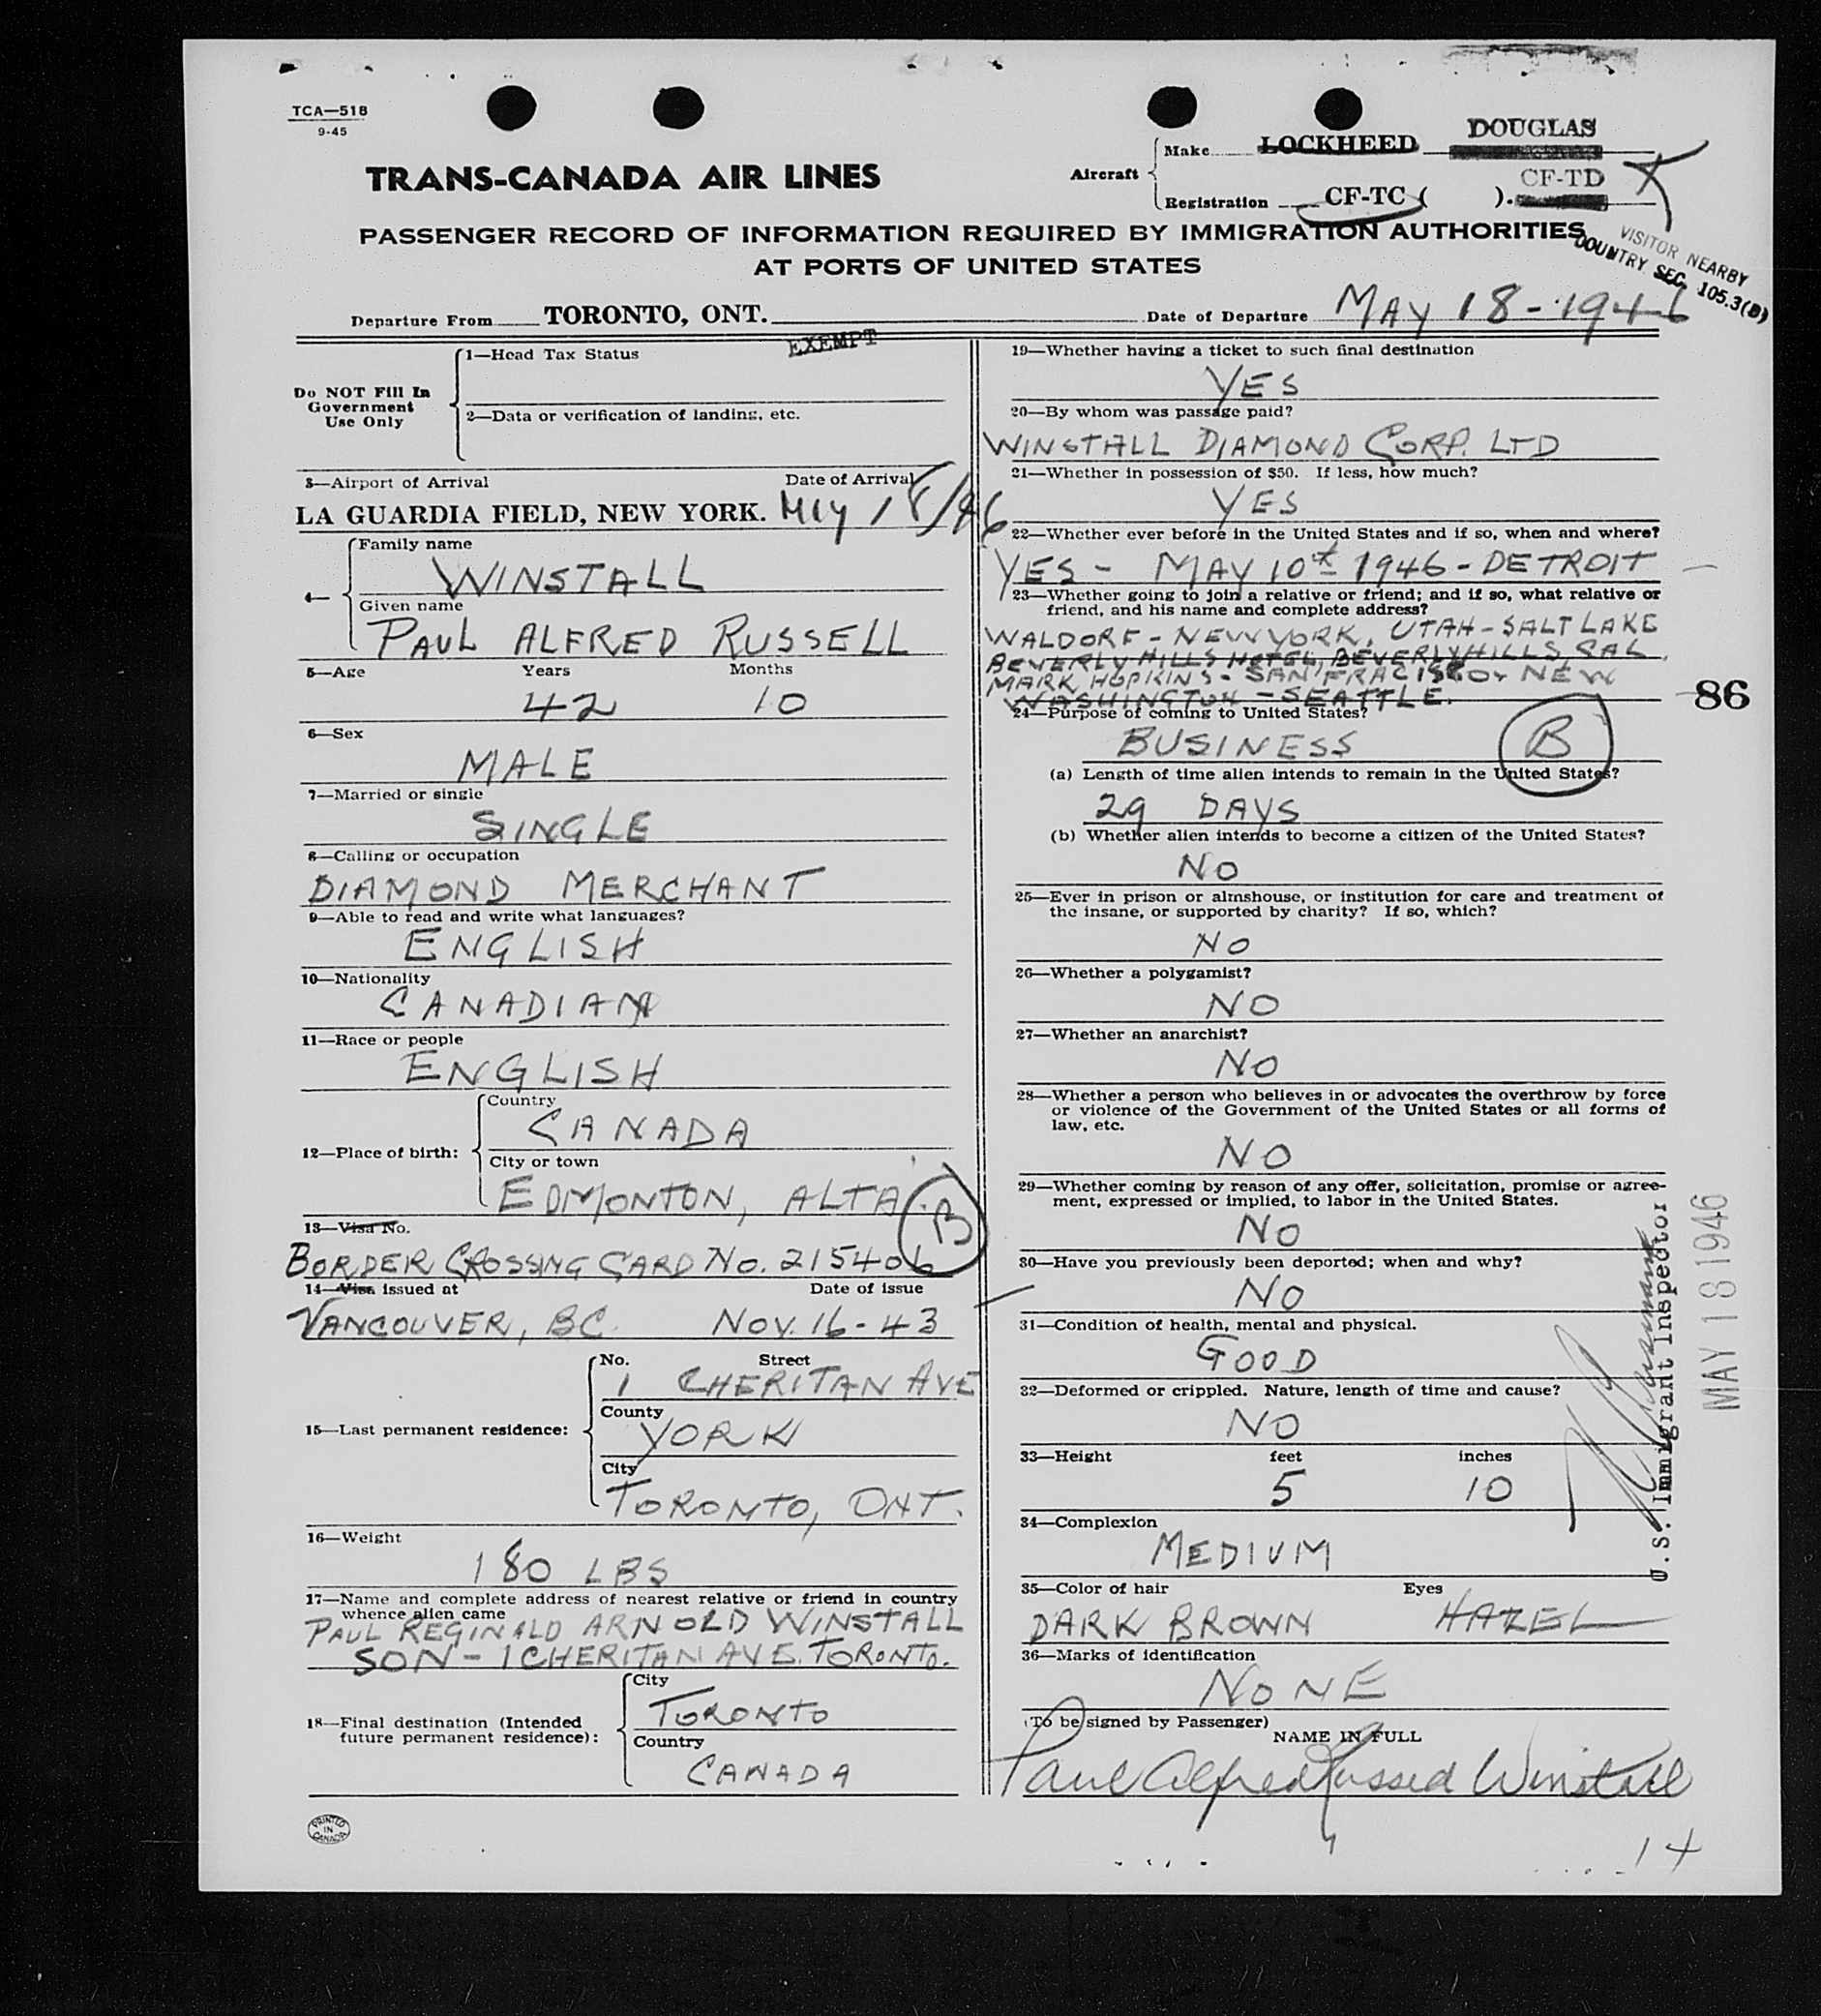 TCA—518
9-45
TRANS-CANADA AIR LINES
Aircraft
Make LOCKHEED DOUGLAS
Registration CF-TC ( ). CF-TD
PASSENGER RECORD OF INFORMATION REQUIRED BY IMMIGRATION AUTHORITIES
AT PORTS OF UNITED STATES
VISITOR NEARBY
COUNTRY SEC. 105.3(B)
Departure From TORONTO, ONT. Date of Departure MAY 18-1946
Do NOT Fill In
Government
Use Only
1—Head Tax Status EXEMPT
2—Data or verification of landing, etc.
3—Airport of Arrival Date of Arrival
LA GUARDIA FIELD, NEW YORK. May 18/46
4—
Family name
WINSTALL
Given name
PAUL ALFRED RUSSELL
5—Age Years Months
42 10
6—Sex
MALE
7—Married or single
SINGLE
8—Calling or occupation
DIAMOND MERCHANT
9—Able to read and write what languages?
ENGLISH
10—Nationality
CANADIAN
11—Race or people
ENGLISH
12—Place of birth:
Country
CANADA
City or town
EDMONTON, ALTA.
B
13—Visa No.
BORDER CROSSING CARD No. 215406
14—Visa issued at Date of issue
VANCOUVER, BC. NOV. 16-43
15—Last permanent residence:
No. Street
1 CHERITAN AVE
County
YORK
City
TORONTO, ONT.
16—Weight
180 LBS
17—Name and complete address of nearest relative or friend in country
whence alien came
PAUL REGINALD ARNOLD WINSTALL
SON - 1 CHERITAN AVE. TORONTO.
18—Final destination (Intended
future permanent residence):
City
TORONTO
Country
CANADA
PRINTED
IN
CANADA
19—Whether having a ticket to such final destination
YES
20—By whom was passage paid?
WINSTALL DIAMOND CORP. LTD
21—Whether in possession of $50. If less, how much?
YES
22—Whether ever before in the United States and if so, when and where?
YES - MAY 10th 1946 - DETROIT
23—Whether going to join a relative or friend; and if so, what relative or
friend, and his name and complete address?
WALDORF - NEW YORK, UTAH - SALT LAKE
BEVERLY HILLS HOTEL, BEVERLY HILLS, CAL.
MARK HOPKINS - SAN FRACISCO, NEW
WASHINGTON - SEATTLE.
86
24—Purpose of coming to United States?
BUSINESS B
(a) Length of time alien intends to remain in the United States?
29 DAYS
(b) Whether alien intends to become a citizen of the United States?
NO
25—Ever in prison or almshouse, or institution for care and treatment of
the insane, or supported by charity? If so, which?
NO
26—Whether a polygamist?
NO
27—Whether an anarchist?
NO
28—Whether a person who believes in or advocates the overthrow by force
or violence of the Government of the United States or all forms of
law, etc.
NO
29—Whether coming by reason of any offer, solicitation, promise or agree-
ment, expressed or implied, to labor in the United States.
NO
30—Have you previously been deported; when and why?
NO
31—Condition of health, mental and physical.
GOOD
32—Deformed or crippled. Nature, length of time and cause?
NO
33—Height feet inches
5 10
34—Complexion
MEDIUM
35—Color of hair Eyes
DARK BROWN HAZEL
36—Marks of identification
NONE
(To be signed by Passenger)
NAME IN FULL
Paul Alfred Russell Winstall
U.S. Immigrant Inspector
MAY 18 1946
14